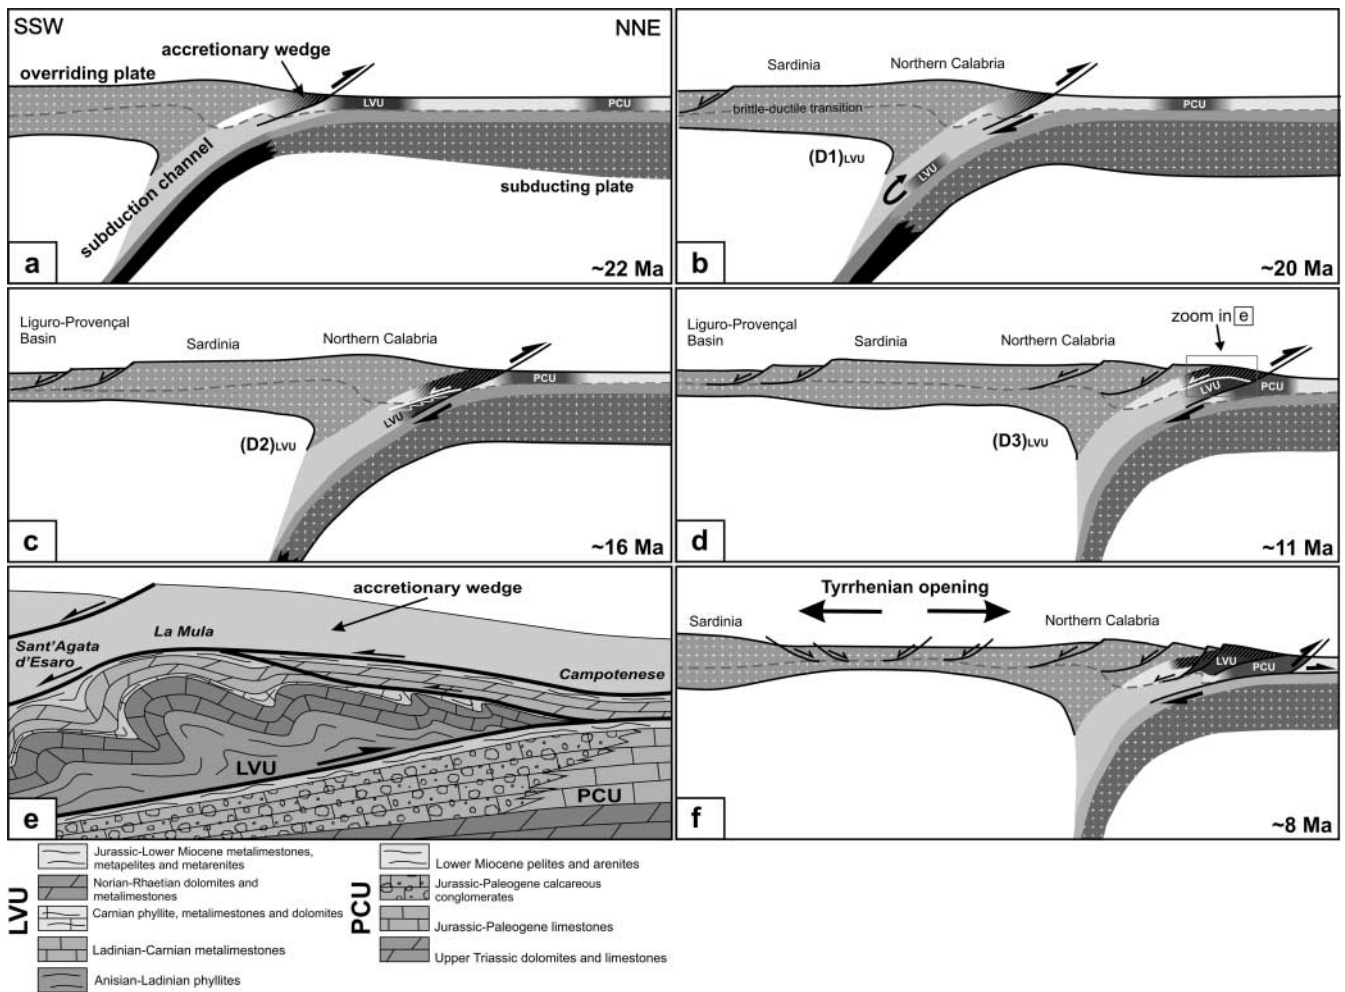 SSW
NNE
accretionary wedge
overriding plate
LVU
PCU
subduction channel
subducting plate
a
~22 Ma
Sardinia
Northern Calabria
PCU
brittle-ductile transition
(D1)LVU
LVU
b
~20 Ma
Liguro-Provençal
Basin
Sardinia
Northern Calabria
PCU
LVU
(D2)LVU
c
~16 Ma
zoom in e
Liguro-Provençal
Basin
Sardinia
Northern Calabria
LVU
PCU
(D3)LVU
d
~11 Ma
accretionary wedge
La Mula
Sant'Agata
d'Esaro
Campotenese
LVU
PCU
e
Tyrrhenian opening
Sardinia
Northern Calabria
LVU
PCU
f
~8 Ma
LVU
Jurassic-Lower Miocene metalimestones,
metapelites and metarenites
Norian-Rhaetian dolomites and
metalimestones
Carnian phyllite, metalimestones and dolomites
Ladinian-Carnian metalimestones
Anisian-Ladinian phyllites
PCU
Lower Miocene pelites and arenites
Jurassic-Paleogene calcareous
conglomerates
Jurassic-Paleogene limestones
Upper Triassic dolomites and limestones